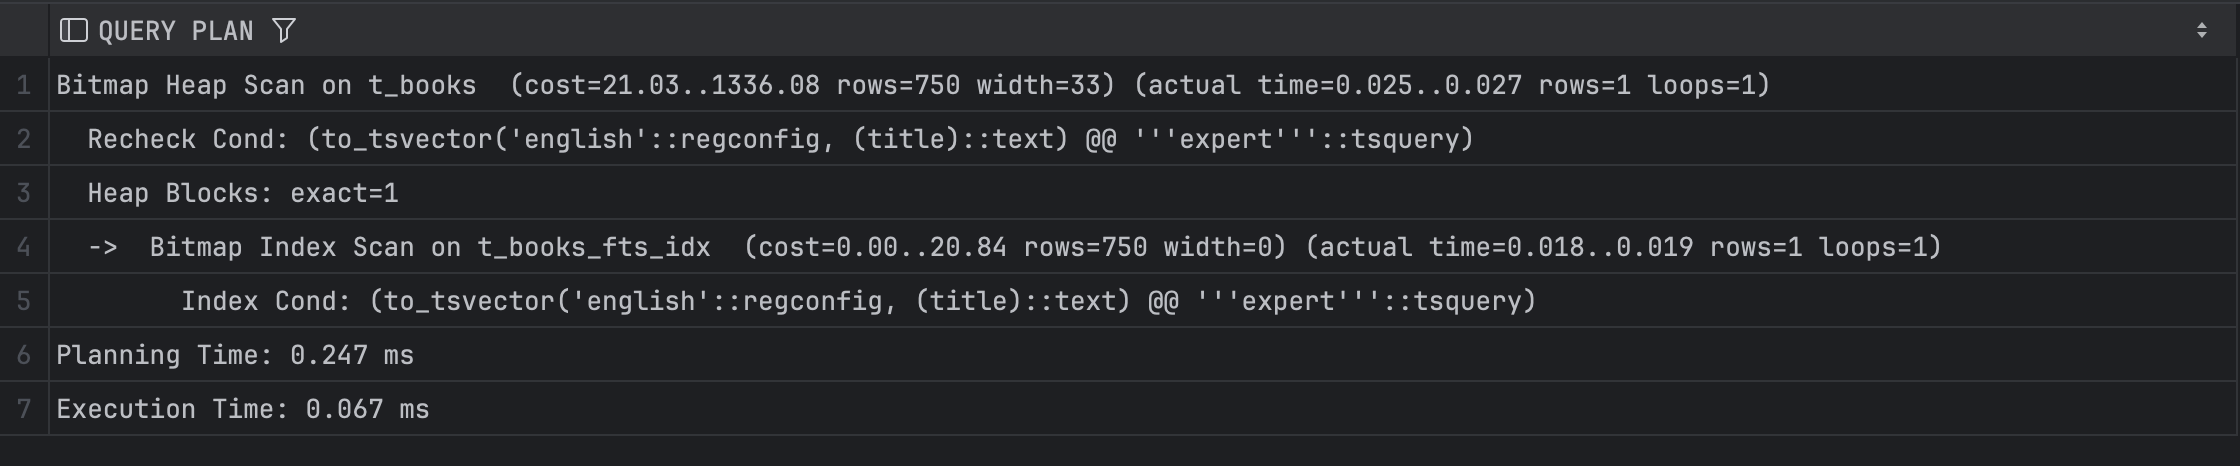 QUERY PLAN
1 Bitmap Heap Scan on t_books  (cost=21.03..1336.08 rows=750 width=33) (actual time=0.025..0.027 rows=1 loops=1)
2   Recheck Cond: (to_tsvector('english'::regconfig, (title)::text) @@ '''expert'''::tsquery)
3   Heap Blocks: exact=1
4   ->  Bitmap Index Scan on t_books_fts_idx  (cost=0.00..20.84 rows=750 width=0) (actual time=0.018..0.019 rows=1 loops=1)
5         Index Cond: (to_tsvector('english'::regconfig, (title)::text) @@ '''expert'''::tsquery)
6 Planning Time: 0.247 ms
7 Execution Time: 0.067 ms